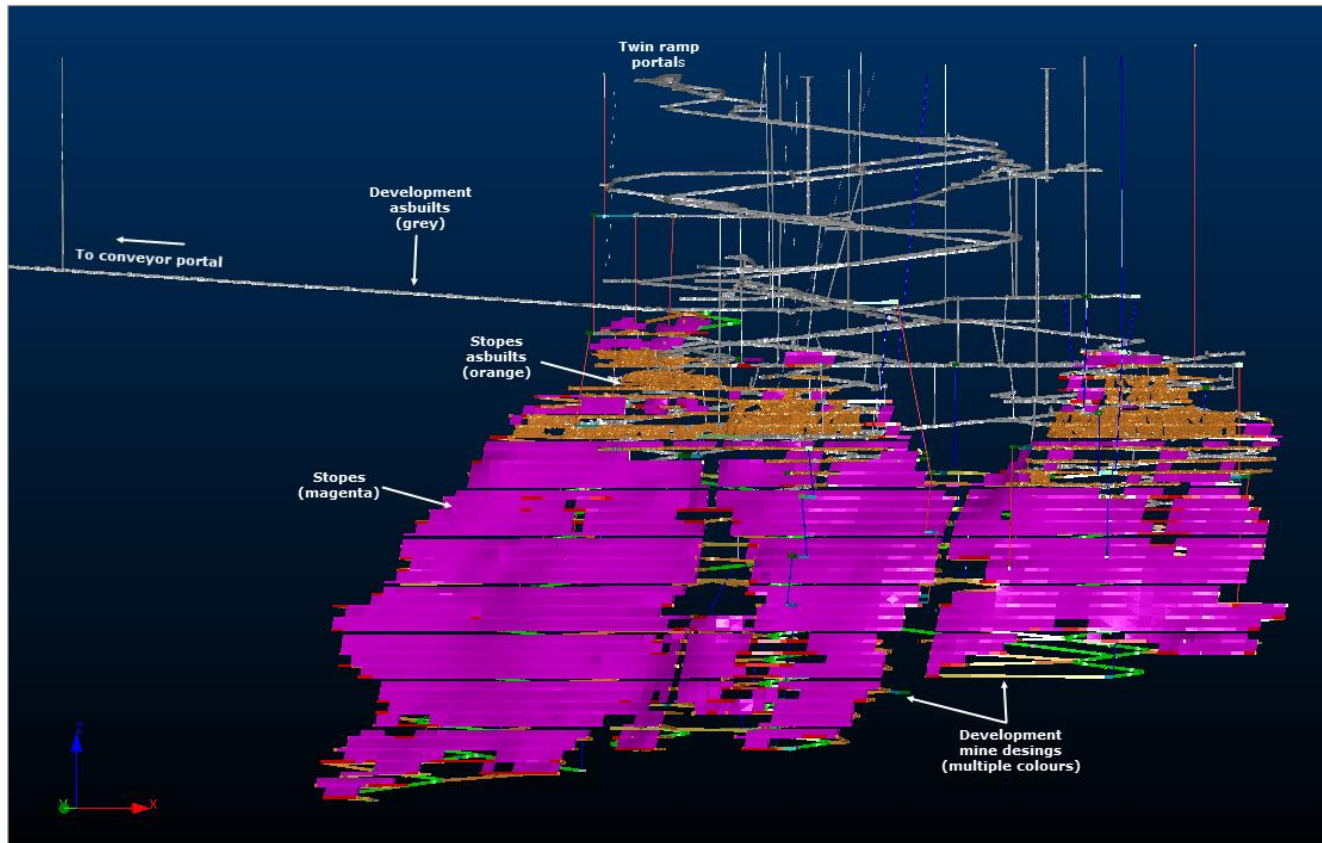 Twin ramp
portals
Development
asbuilts
(grey)
To conveyor portal
Stopes
asbuilts
(orange)
Stopes
(magenta)
Development
mine desings
(multiple colours)
Z
Y
X